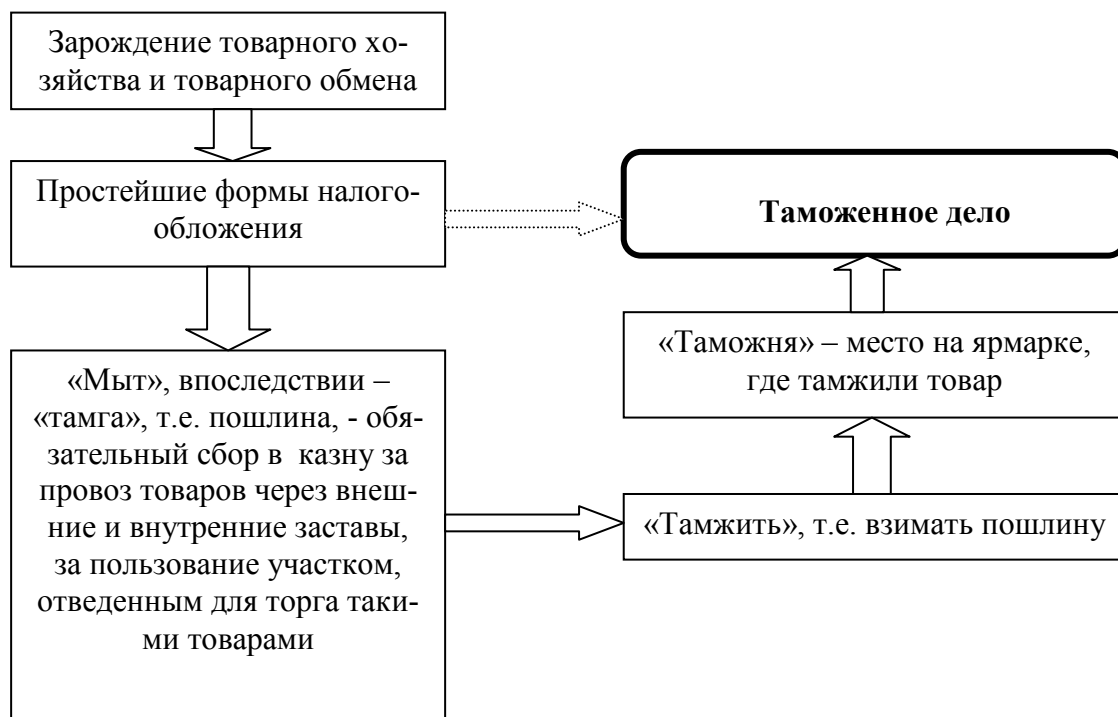 Зарождение товарного хо-
зяйства и товарного обмена
Простейшие формы налого-
обложения
Таможенное дело
«Мыт», впоследствии –
«тамга», т.е. пошлина, - обя-
зательный сбор в казну за
провоз товаров через внеш-
ние и внутренние заставы,
за пользование участком,
отведенным для торга таки-
ми товарами
«Тамжить», т.е. взимать пошлину
«Таможня» – место на ярмарке,
где тамжили товар